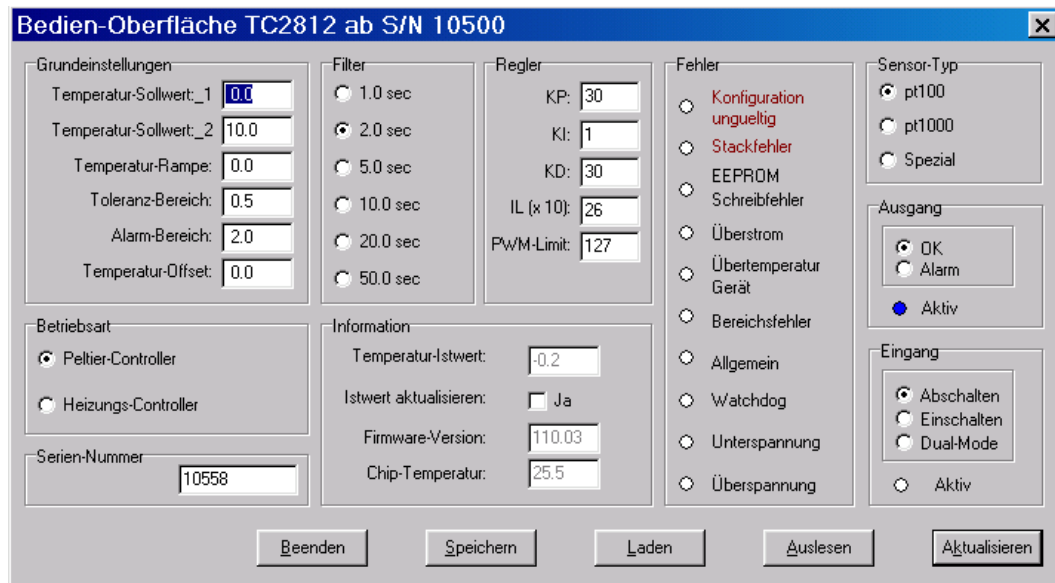 Bedien-Oberfläche TC2812 ab S/N 10500
Grundeinstellungen
Temperatur-Sollwert:_1 0.0
Temperatur-Sollwert:_2 10.0
Temperatur-Rampe: 0.0
Toleranz-Bereich: 0.5
Alarm-Bereich: 2.0
Temperatur-Offset: 0.0
Filter
1.0 sec
2.0 sec
5.0 sec
10.0 sec
20.0 sec
50.0 sec
Regler
KP: 30
KI: 1
KD: 30
IL (x 10): 26
PWM-Limit: 127
Fehler
Konfiguration
ungueltig
Stackfehler
EEPROM
Schreibfehler
Überstrom
Übertemperatur
Gerät
Bereichsfehler
Allgemein
Watchdog
Unterspannung
Überspannung
Sensor-Typ
pt100
pt1000
Spezial
Ausgang
OK
Alarm
Aktiv
Eingang
Abschalten
Einschalten
Dual-Mode
Aktiv
Betriebsart
Peltier-Controller
Heizungs-Controller
Serien-Nummer
10558
Information
Temperatur-Istwert: -0.2
Istwert aktualisieren: Ja
Firmware-Version: 110.03
Chip-Temperatur: 25.5
Beenden
Speichern
Laden
Auslesen
Aktualisieren